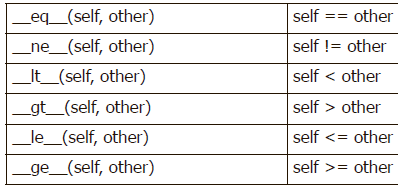 __eq__(self, other) self == other
__ne__(self, other) self != other
__lt__(self, other) self < other
__gt__(self, other) self > other
__le__(self, other) self <= other
__ge__(self, other) self >= other